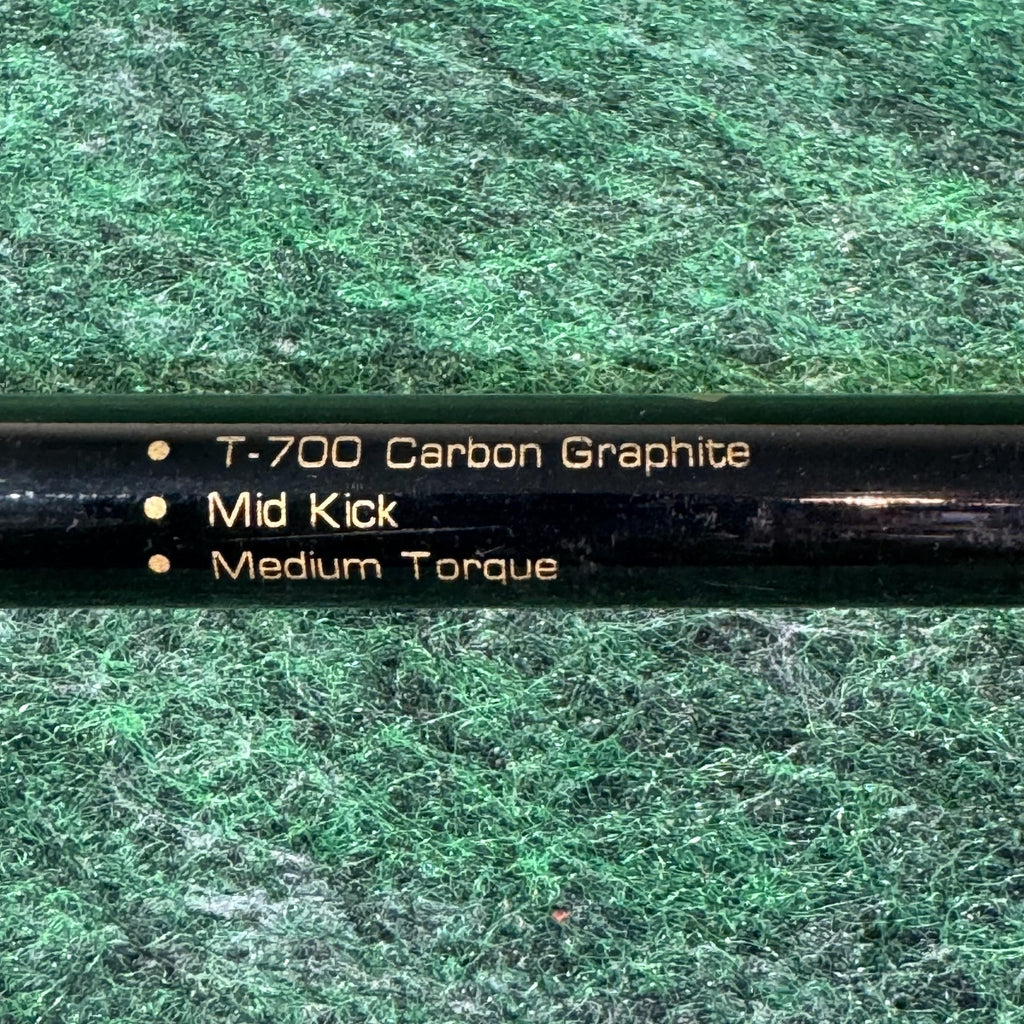 • T-700 Carbon Graphite
• Mid Kick
• Medium Torque